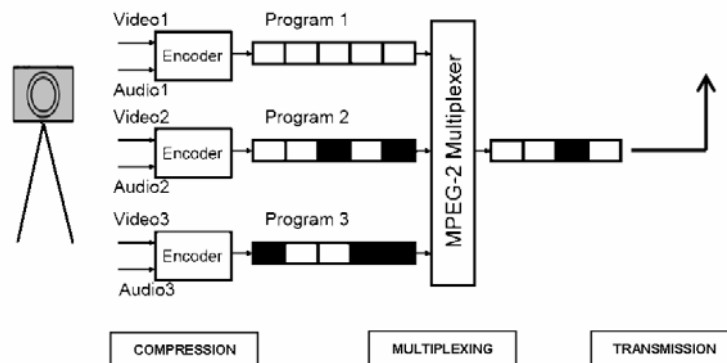 Video1
Program 1
Encoder
Audio1
Video2
Program 2
Encoder
Audio2
Video3
Program 3
Encoder
Audio3
MPEG-2 Multiplexer
COMPRESSION
MULTIPLEXING
TRANSMISSION